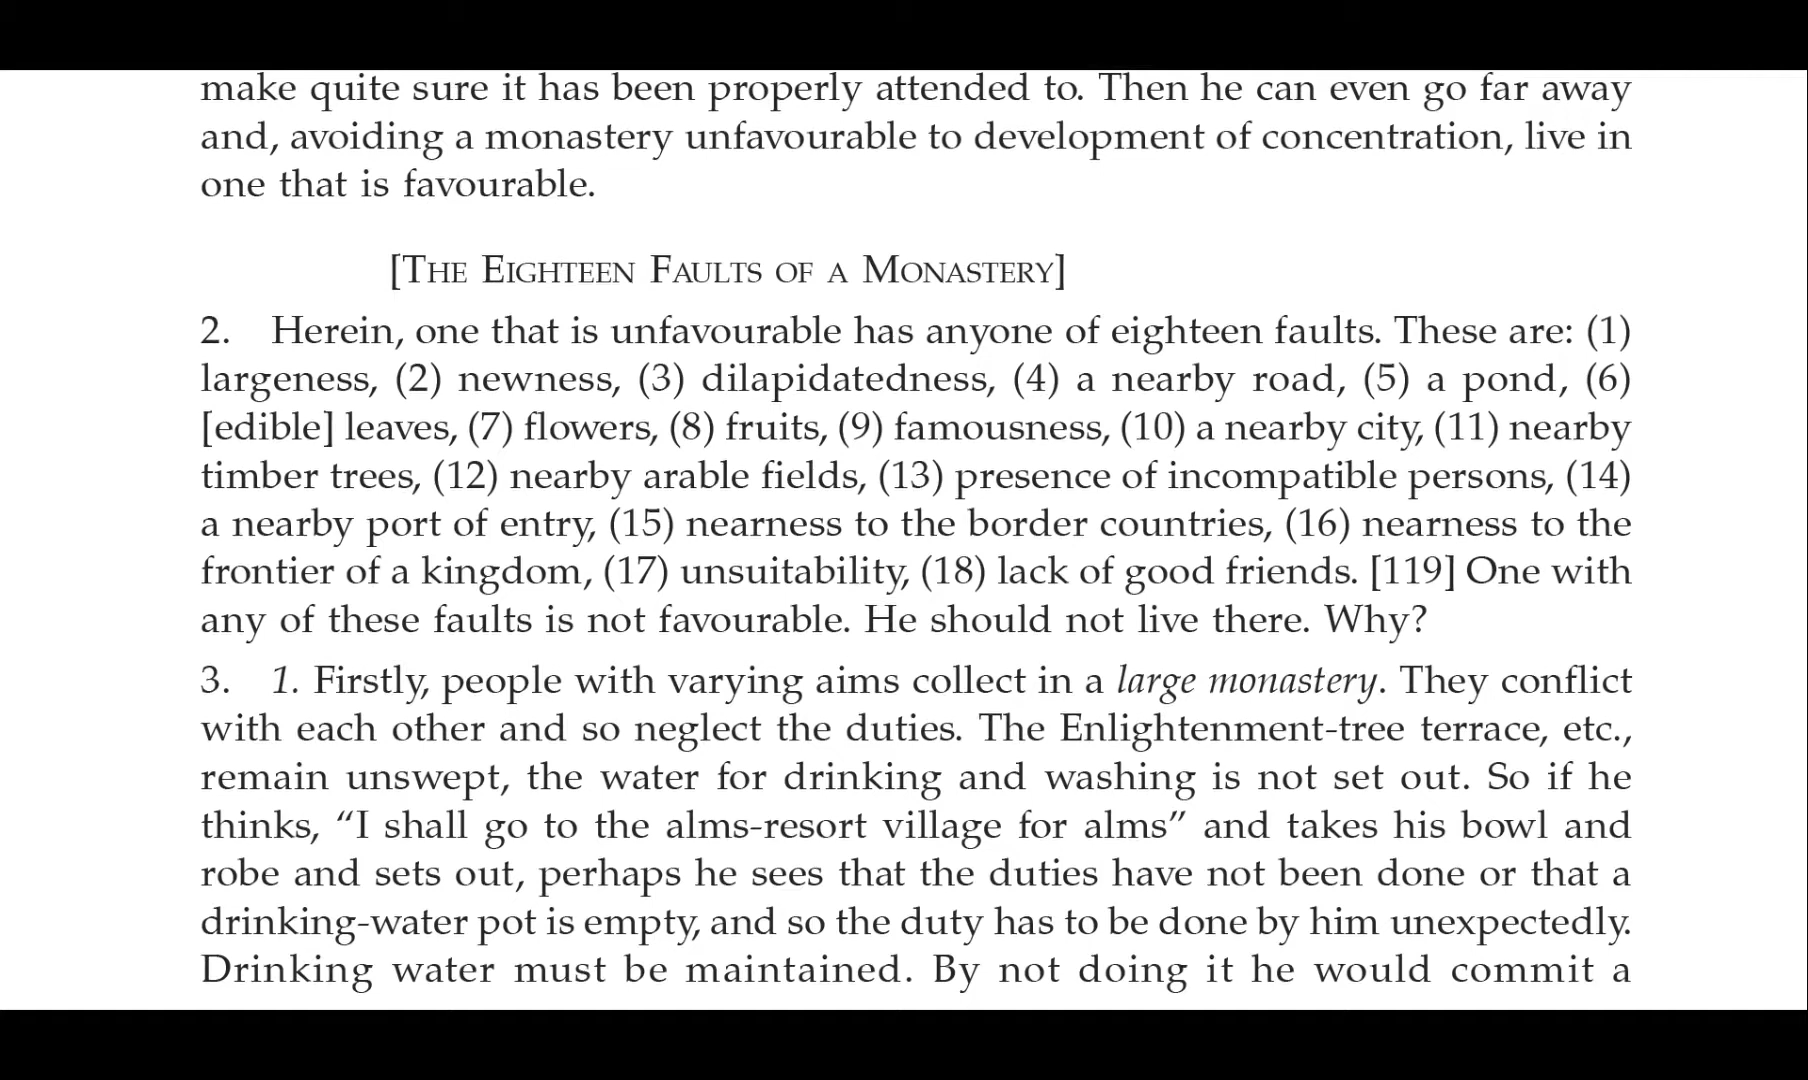 make quite sure it has been properly attended to. Then he can even go far away
and, avoiding a monastery unfavourable to development of concentration, live in
one that is favourable.
[The Eighteen Faults of a Monastery]
2. Herein, one that is unfavourable has anyone of eighteen faults. These are: (1)
largeness, (2) newness, (3) dilapidatedness, (4) a nearby road, (5) a pond, (6)
[edible] leaves, (7) flowers, (8) fruits, (9) famousness, (10) a nearby city, (11) nearby
timber trees, (12) nearby arable fields, (13) presence of incompatible persons, (14)
a nearby port of entry, (15) nearness to the border countries, (16) nearness to the
frontier of a kingdom, (17) unsuitability, (18) lack of good friends. [119] One with
any of these faults is not favourable. He should not live there. Why?
3. 1. Firstly, people with varying aims collect in a large monastery. They conflict
with each other and so neglect the duties. The Enlightenment-tree terrace, etc.,
remain unswept, the water for drinking and washing is not set out. So if he
thinks, “I shall go to the alms-resort village for alms” and takes his bowl and
robe and sets out, perhaps he sees that the duties have not been done or that a
drinking-water pot is empty, and so the duty has to be done by him unexpectedly.
Drinking water must be maintained. By not doing it he would commit a